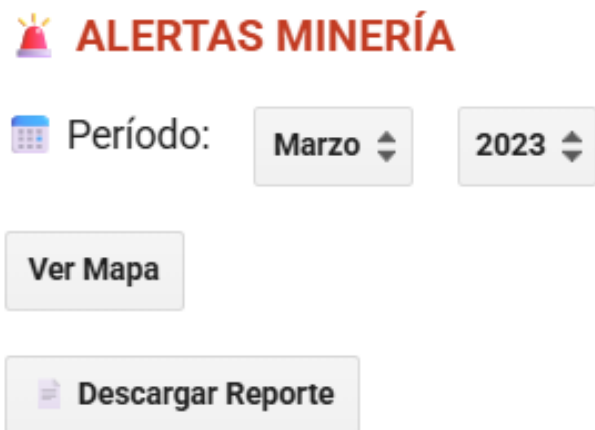 ALERTAS MINERÍA
Período: Marzo 2023
Ver Mapa
Descargar Reporte